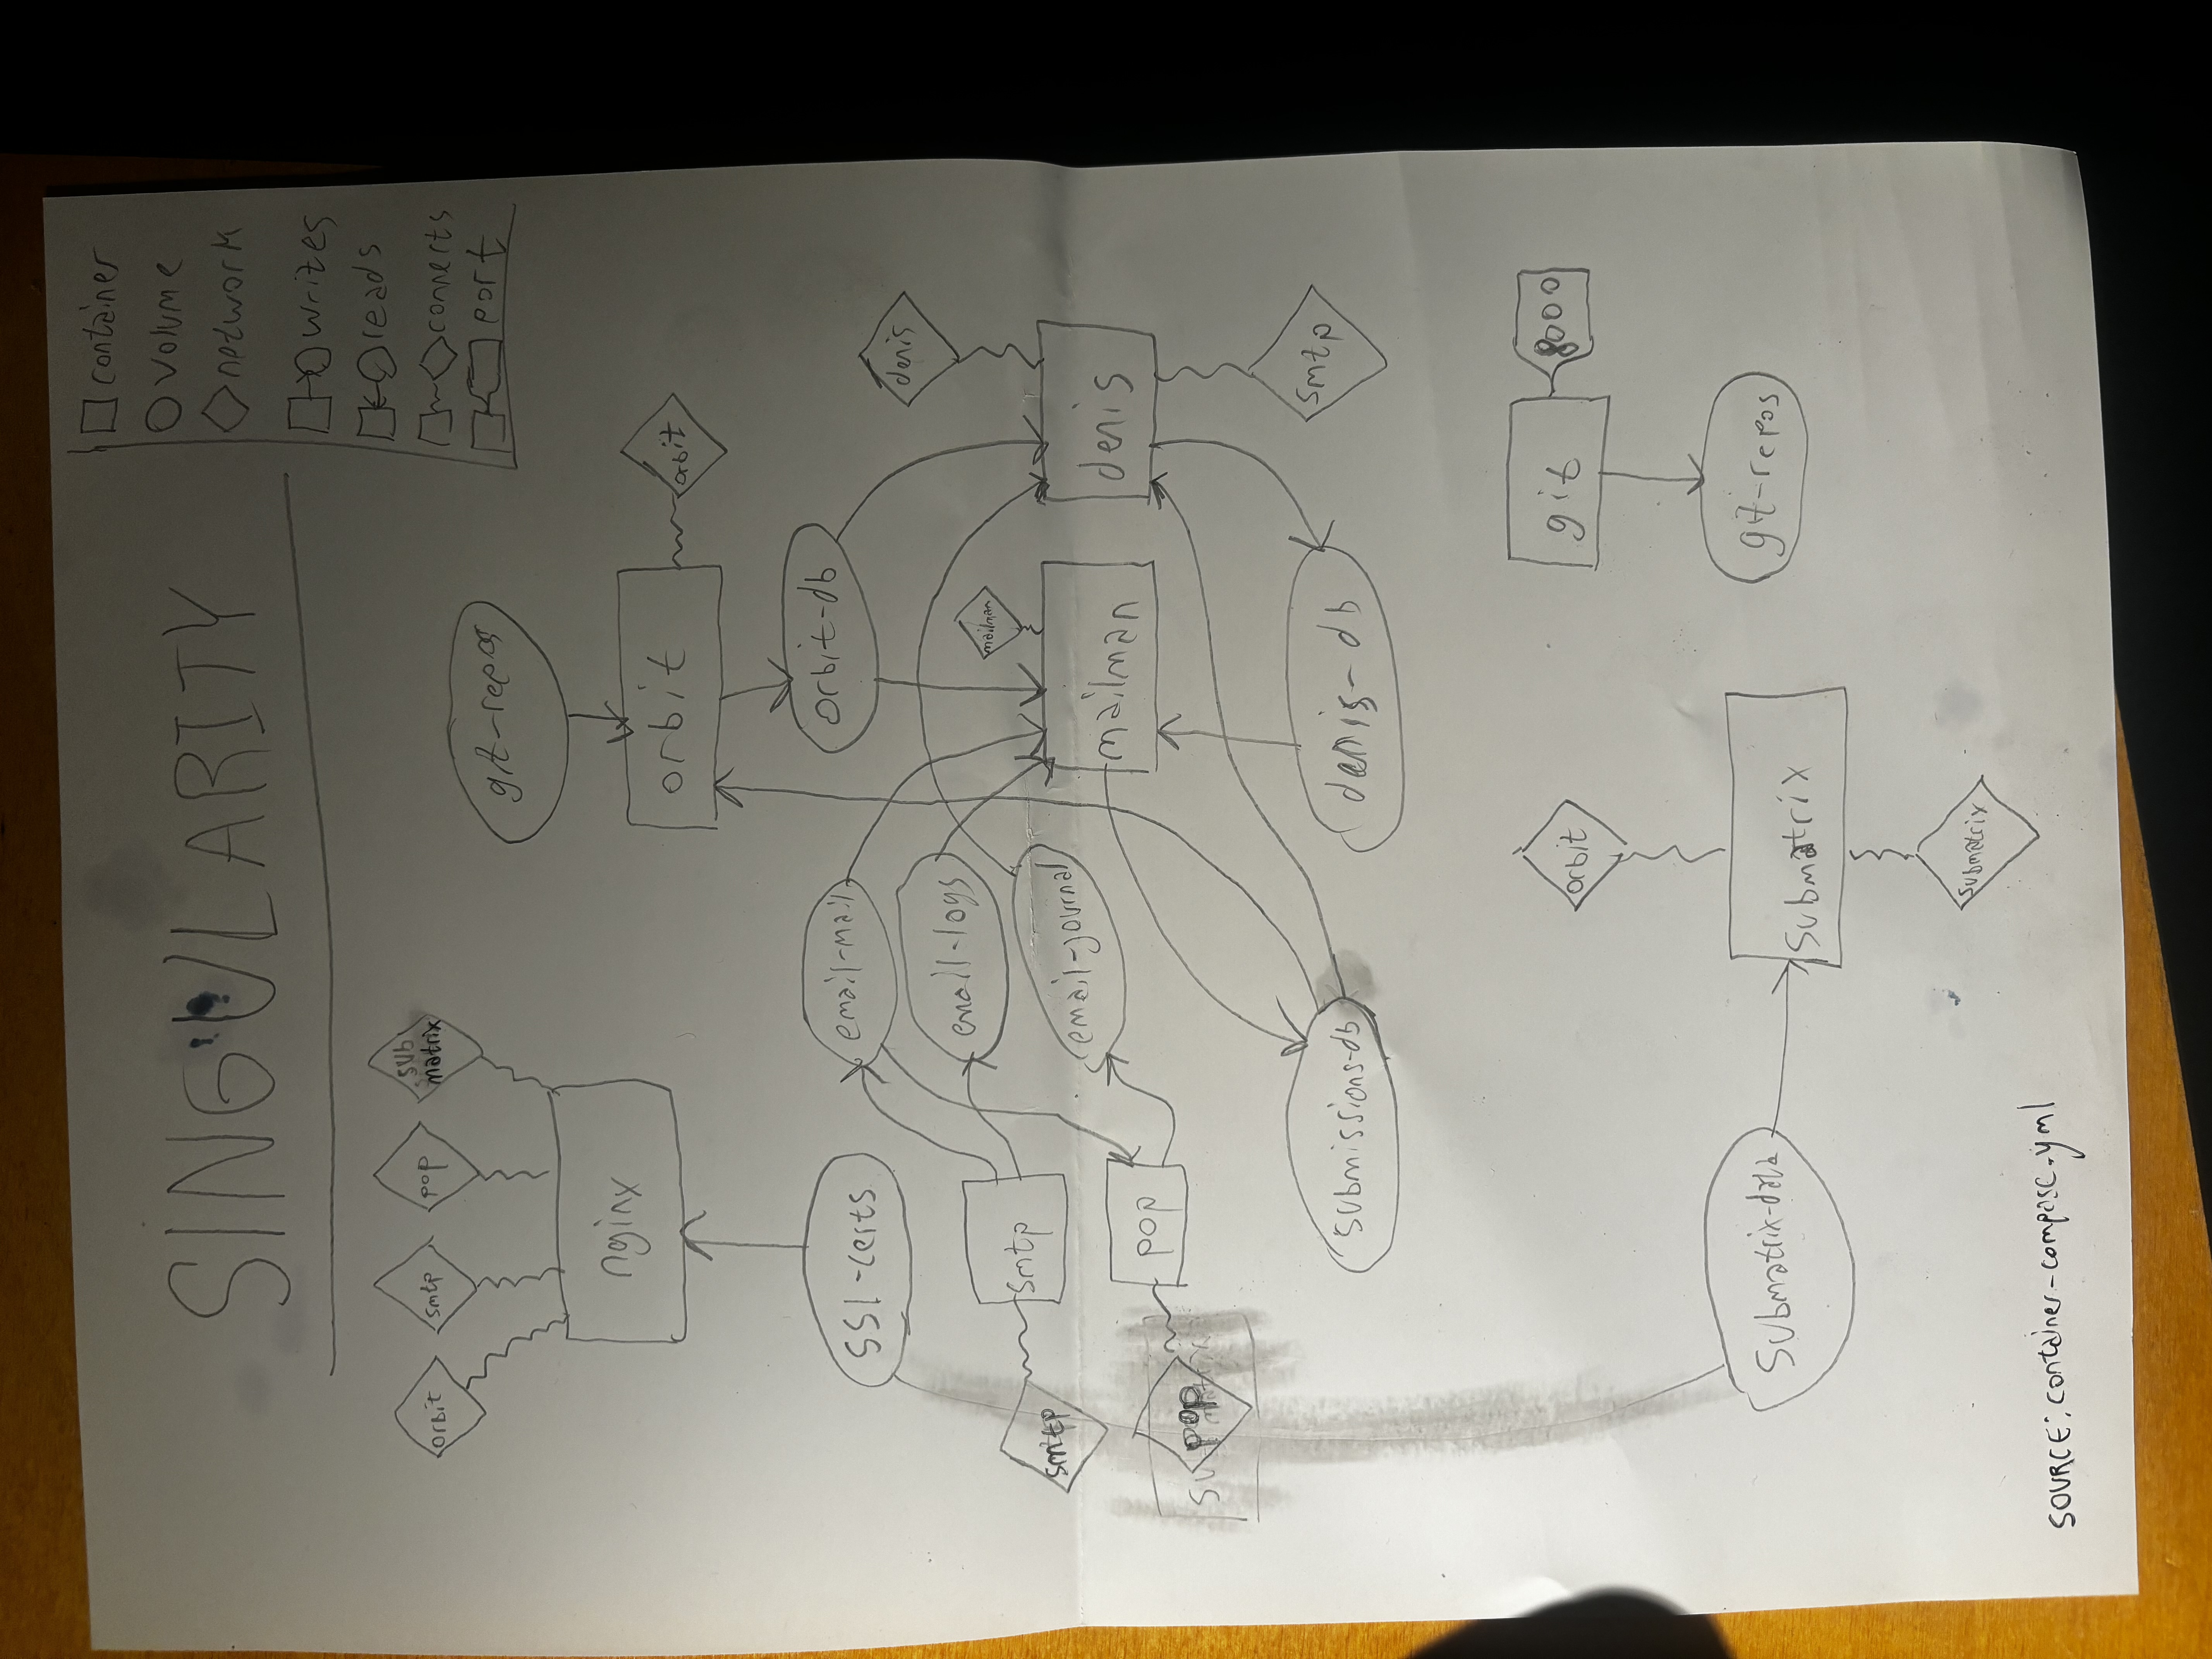 SINGULARITY
container
volume
network
writes
reads
connects
port
orbit
smtp
pop
sub
matrix
nginx
git-repos
orbit
orbit
ssl-certs
email-mail
orbit-db
email-logs
denis
mailman
smtp
smtp
email-journal
mailman
denis
pop
pop
submissions-db
denis-db
smtp
orbit
git
8000
submatrix-data
submatrix
git-repos
submatrix
SOURCE: container-compose.yml